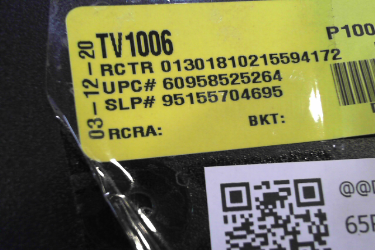 03-12-20
TV1006
P100
RCTR 01301810215594172
UPC# 60958525264
SLP# 95155704695
RCRA: BKT:
@@
65